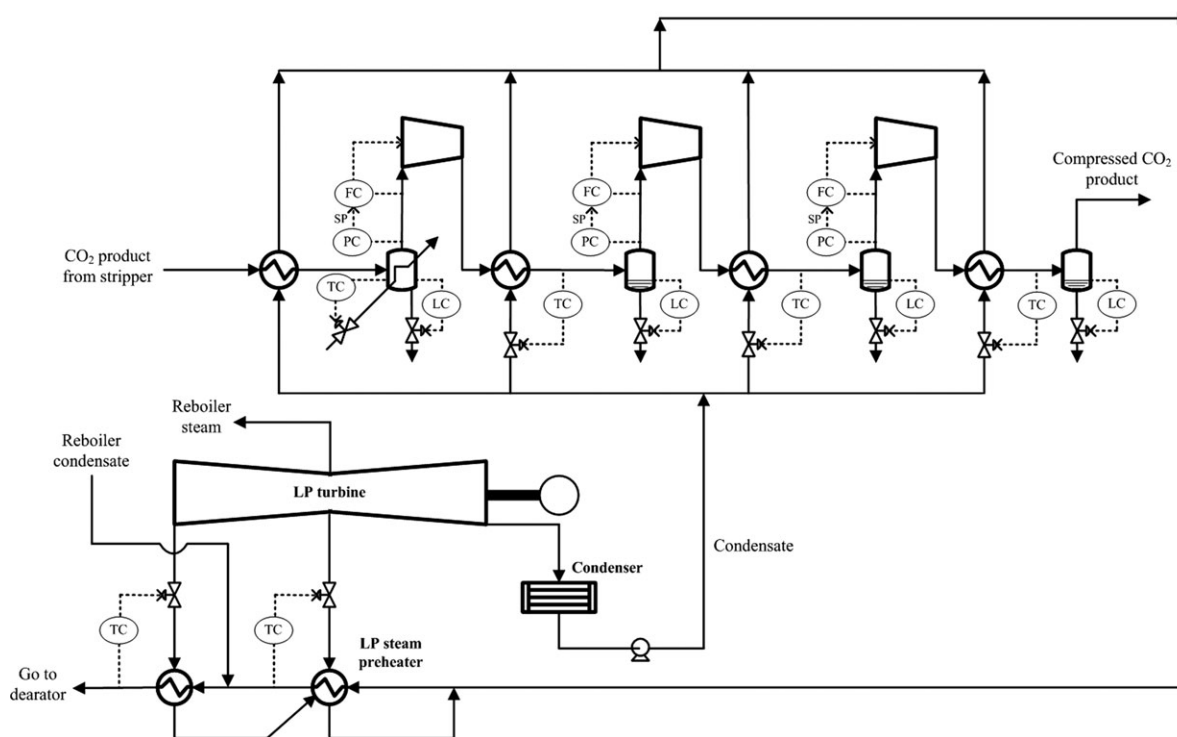 Compressed CO₂
product
FC
FC
FC
SP
SP
SP
PC
PC
PC
CO₂ product
from stripper
TC
LC
TC
LC
TC
LC
TC
LC
Reboiler
steam
Reboiler
condensate
LP turbine
Condensate
Condenser
TC
TC
LP steam
preheater
Go to
dearator